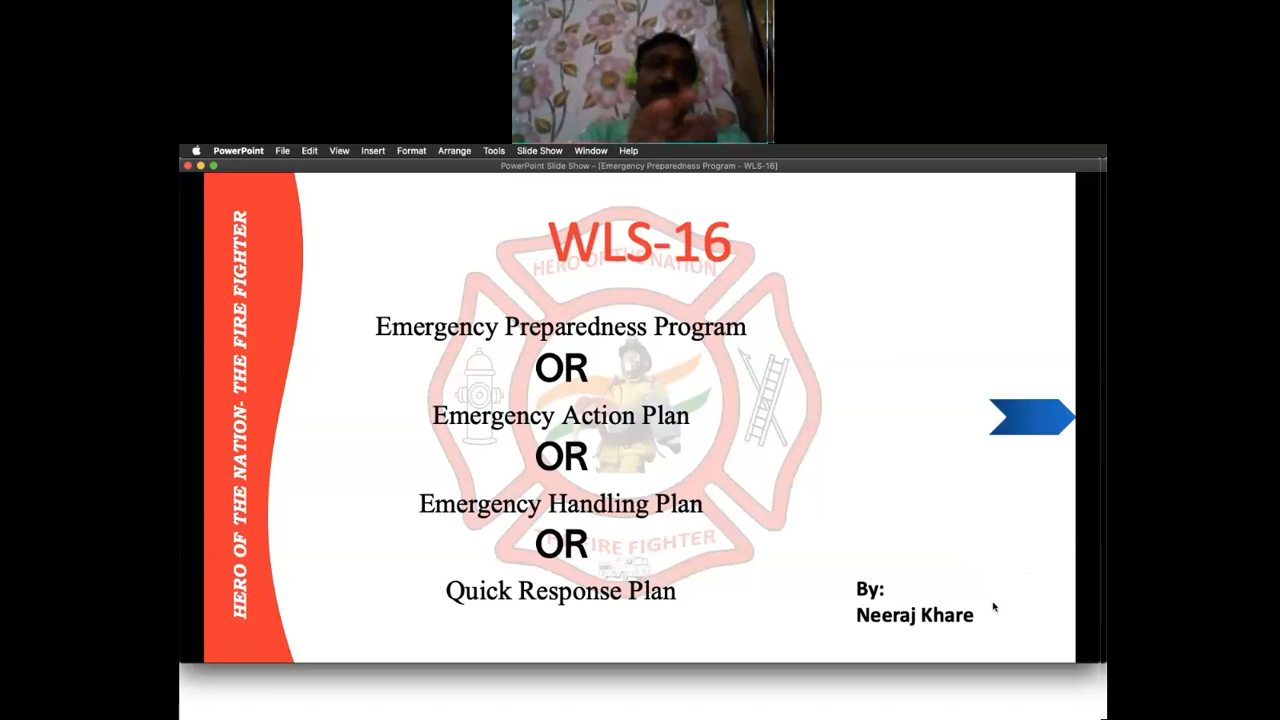 PowerPoint File Edit View Insert Format Arrange Tools Slide Show Window Help
PowerPoint Slide Show – [Emergency Preparedness Program – WLS-16]
HERO OF THE NATION- THE FIRE FIGHTER
WLS-16
HERO OF THE NATION
Emergency Preparedness Program
OR
Emergency Action Plan
OR
Emergency Handling Plan
OR
FIRE FIGHTER
Quick Response Plan
By:
Neeraj Khare